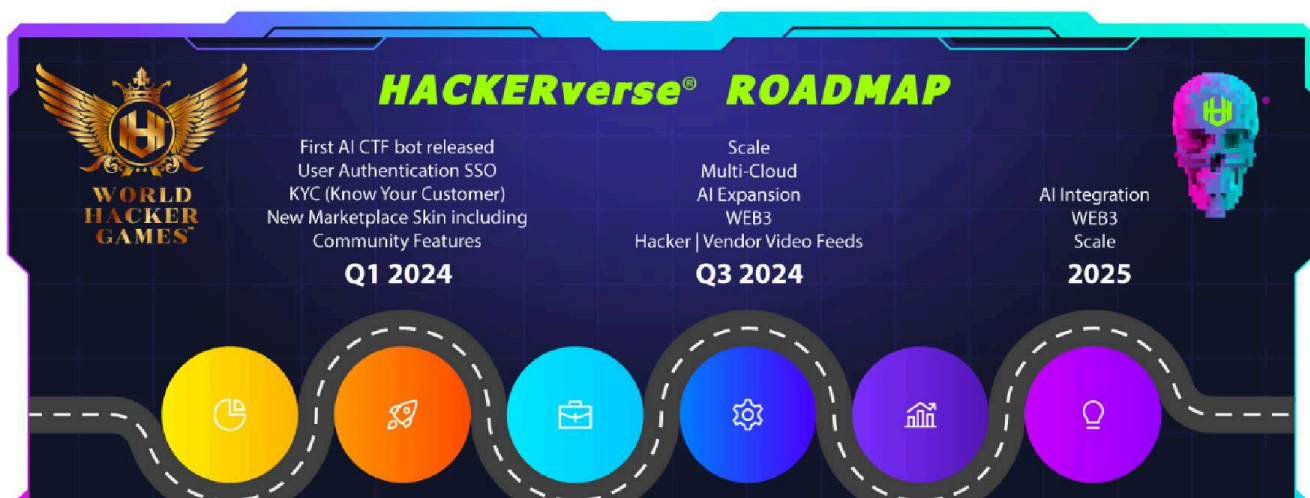 HACKERverse® ROADMAP
WORLD
HACKER
GAMES™
First AI CTF bot released
User Authentication SSO
KYC (Know Your Customer)
New Marketplace Skin including
Community Features
Q1 2024
Scale
Multi-Cloud
AI Expansion
WEB3
Hacker | Vendor Video Feeds
Q3 2024
AI Integration
WEB3
Scale
2025
®